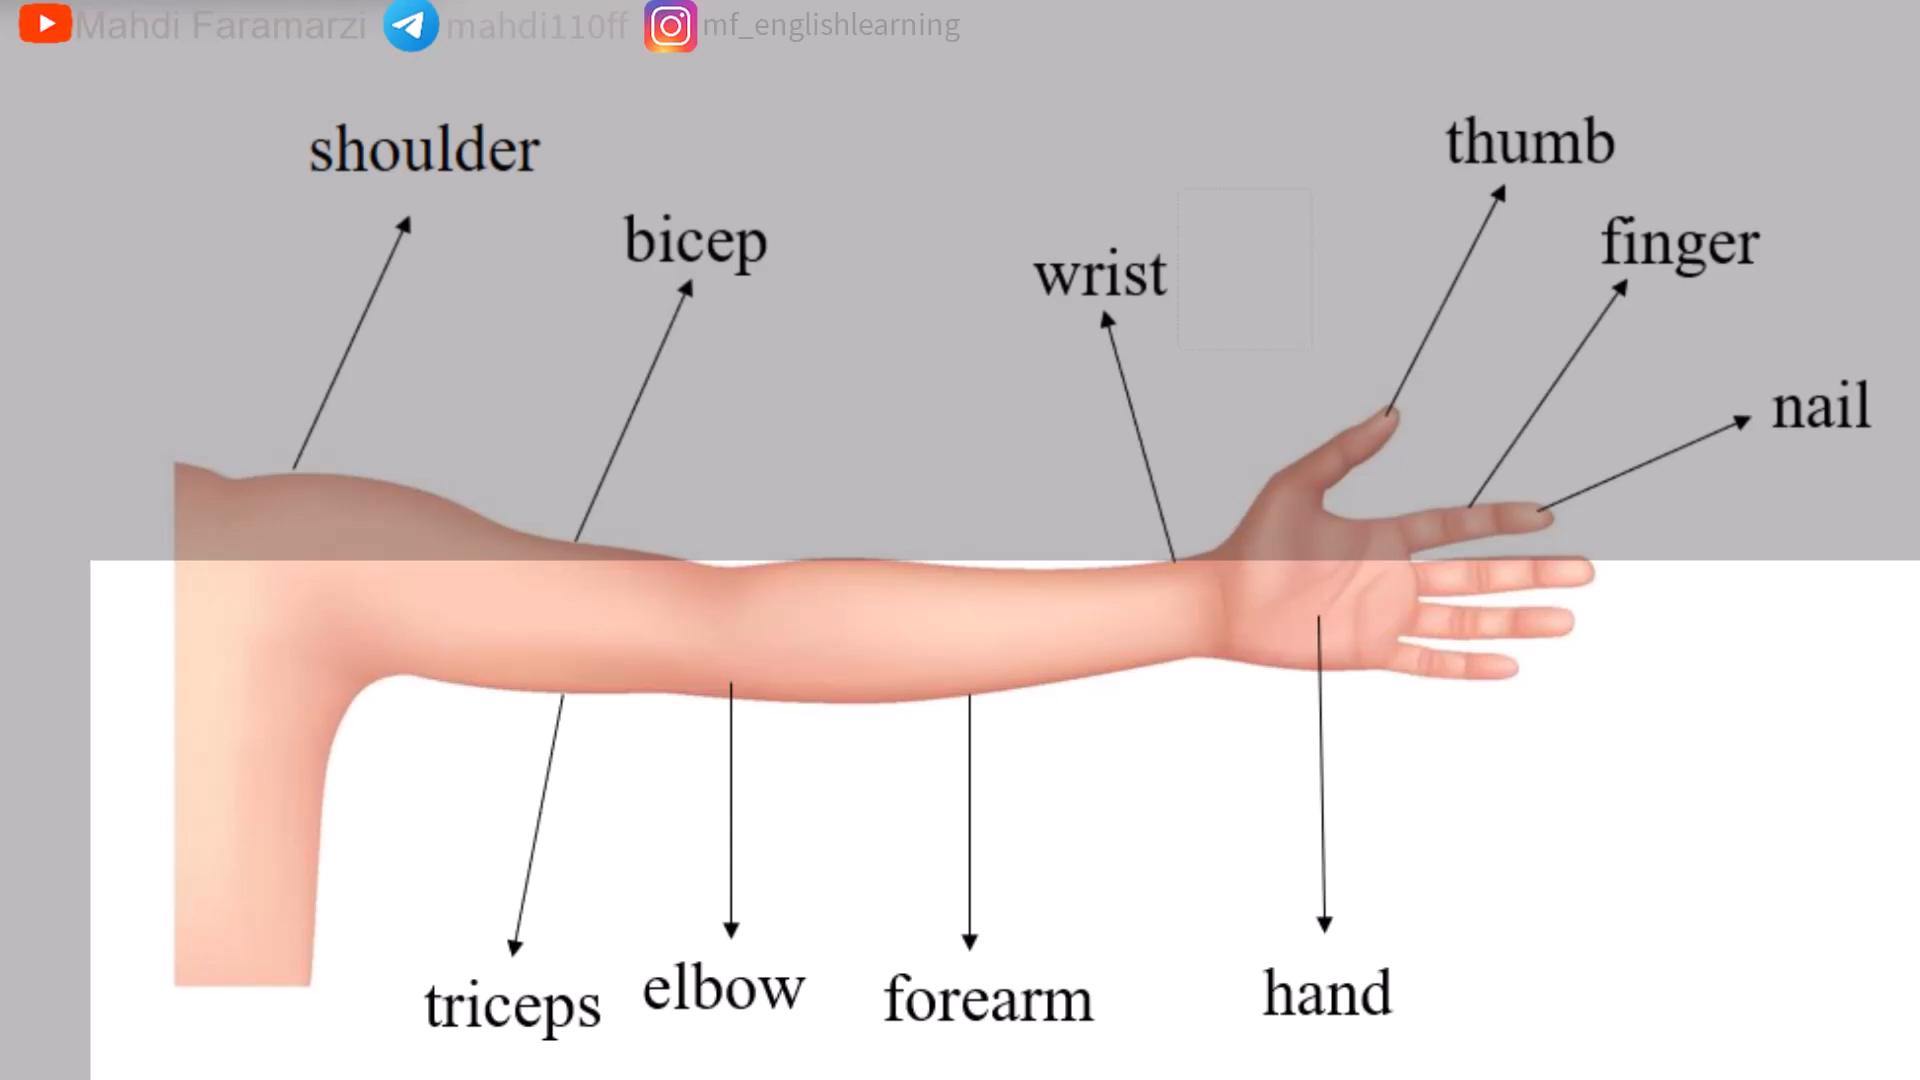 Mahdi Faramarzi mahdi110ff mf_englishlearning
shoulder
thumb
bicep
finger
wrist
nail
triceps
elbow
forearm
hand